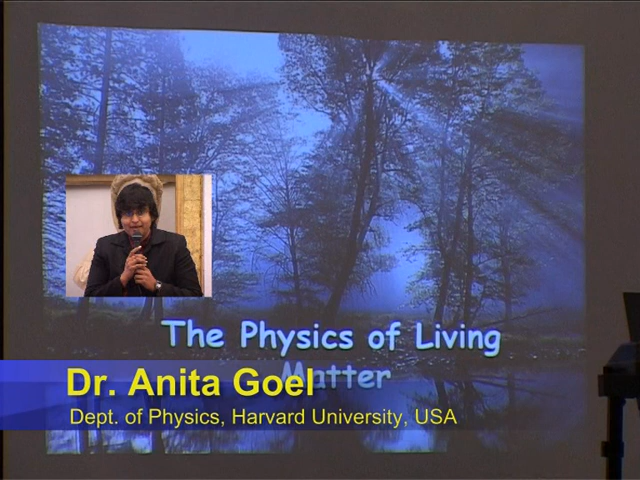 The Physics of Living
Matter
Dr. Anita Goel
Dept. of Physics, Harvard University, USA